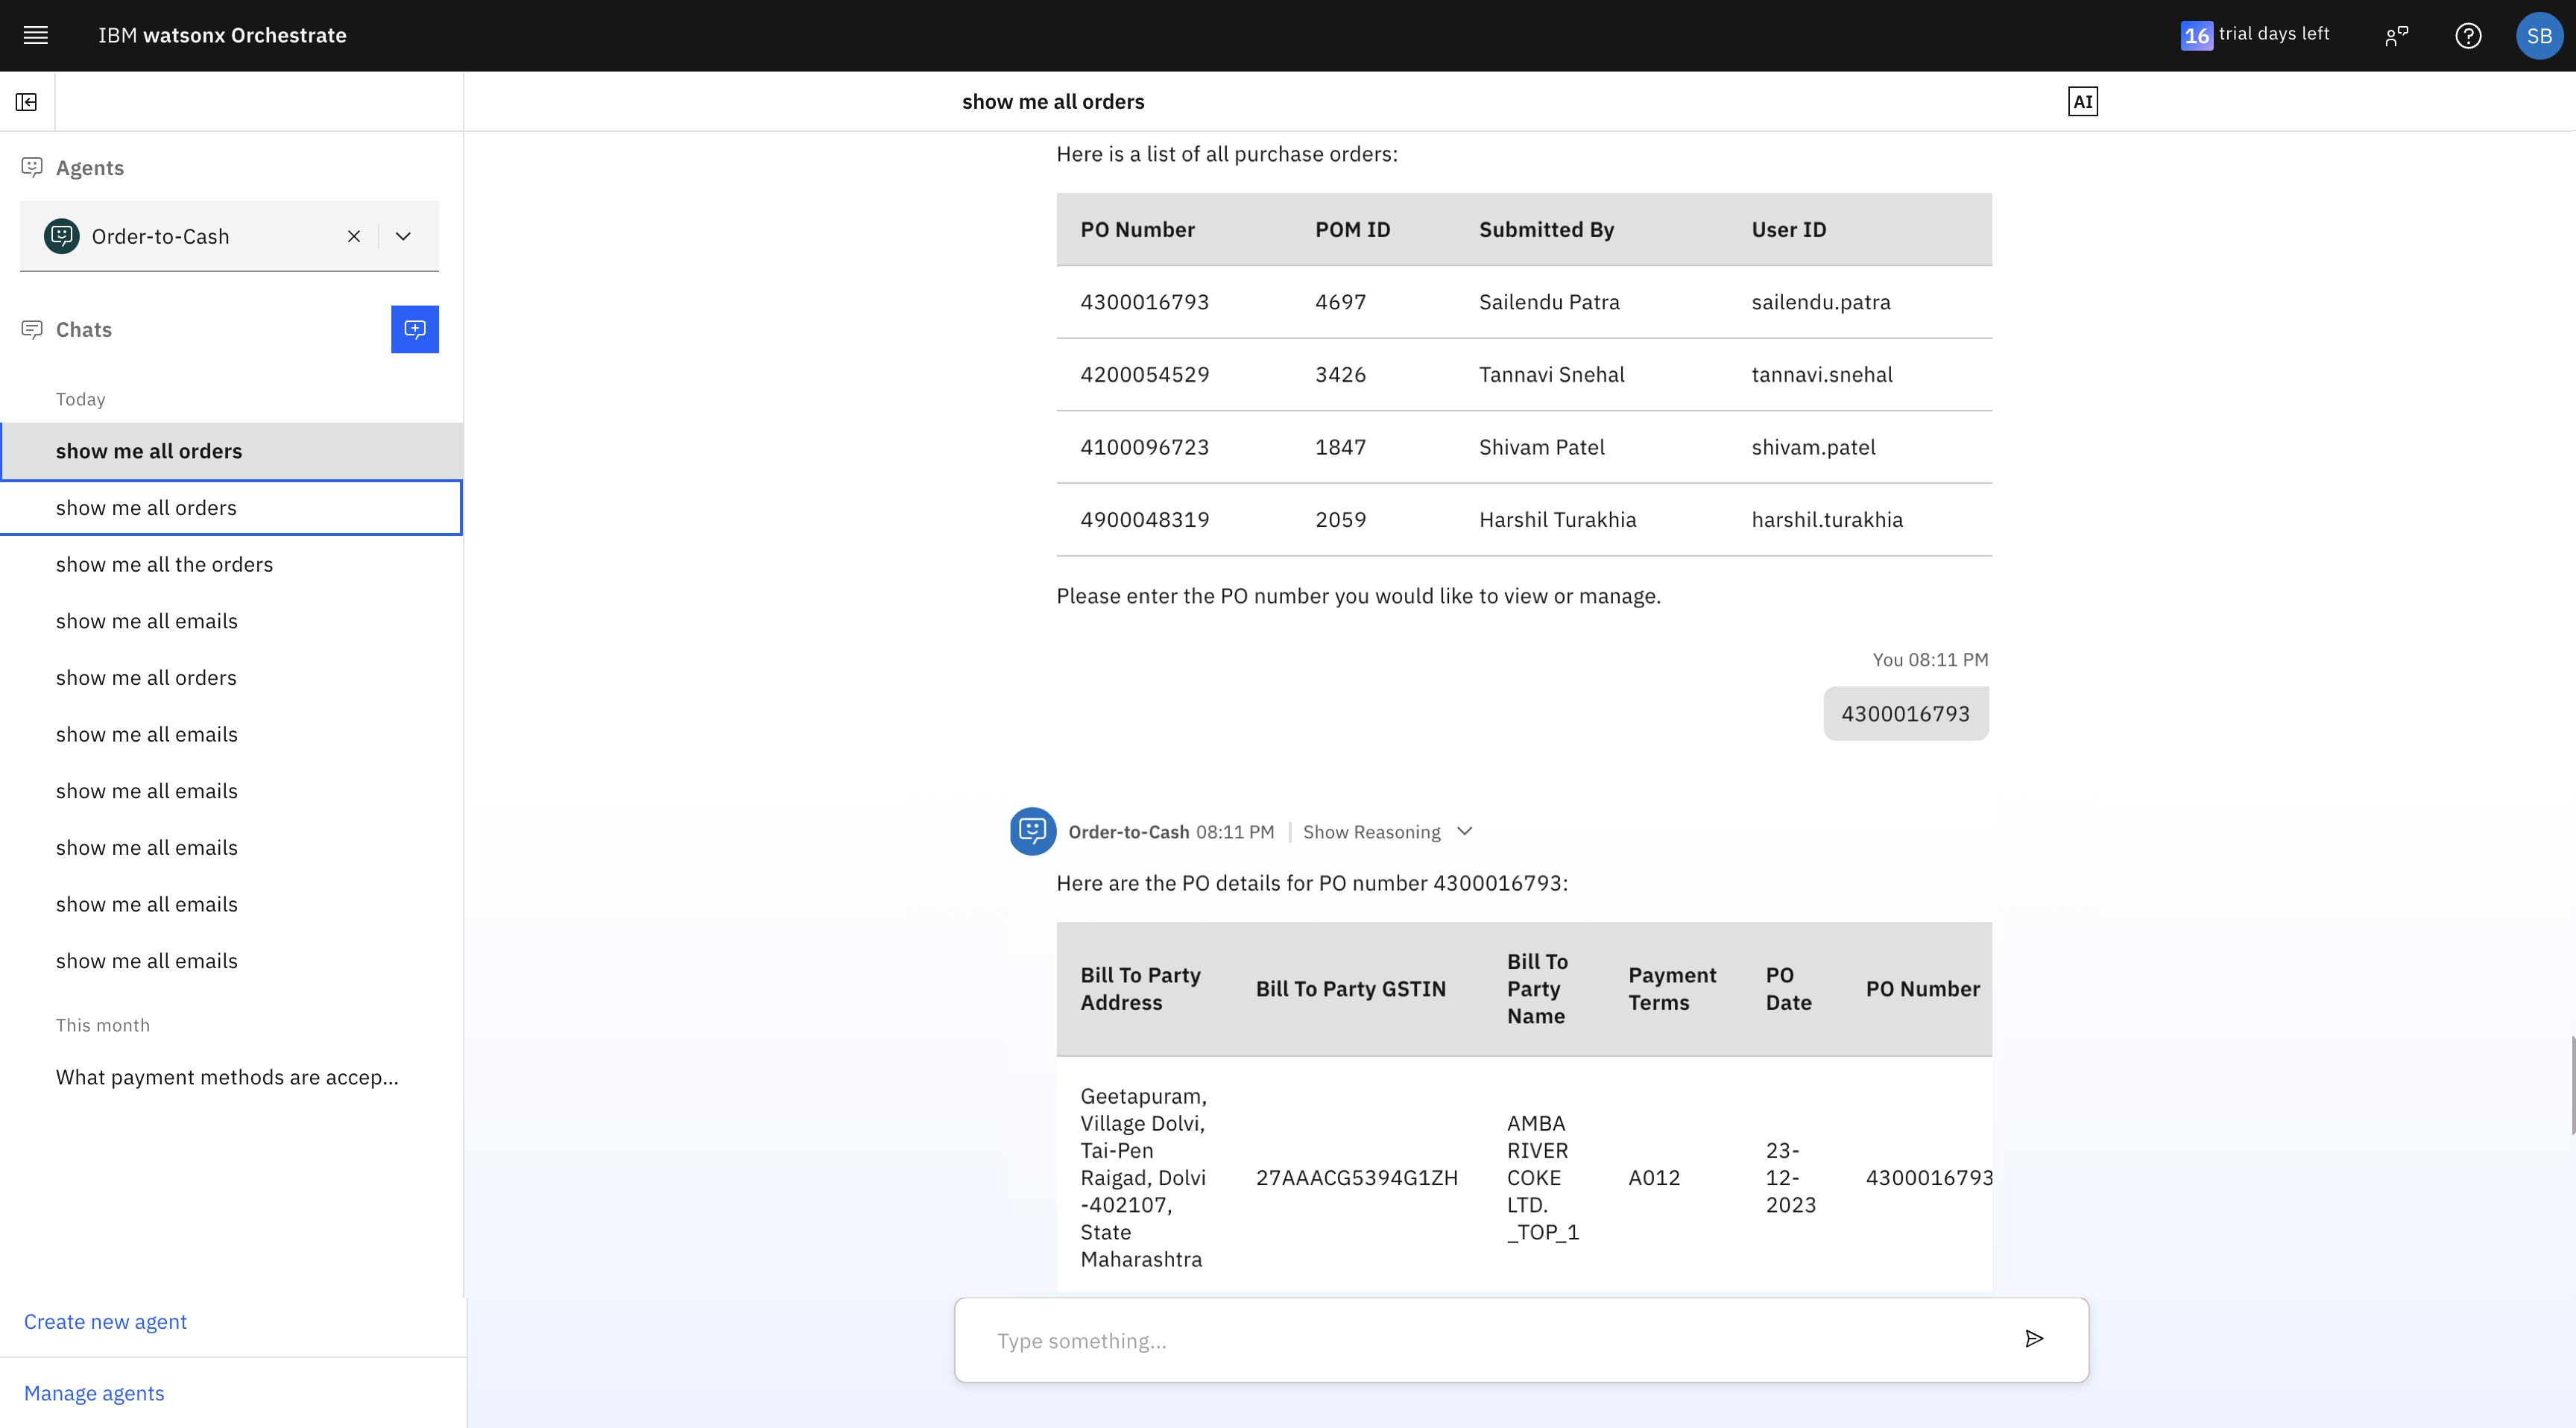 IBM watsonx Orchestrate
16 trial days left
SB
show me all orders
AI
Agents
Order-to-Cash
Chats
Today
show me all orders
show me all orders
show me all the orders
show me all emails
show me all orders
show me all emails
show me all emails
show me all emails
show me all emails
show me all emails
This month
What payment methods are accep...
Create new agent
Manage agents
Here is a list of all purchase orders:
PO Number POM ID Submitted By User ID
4300016793 4697 Sailendu Patra sailendu.patra
4200054529 3426 Tannavi Snehal tannavi.snehal
4100096723 1847 Shivam Patel shivam.patel
4900048319 2059 Harshil Turakhia harshil.turakhia
Please enter the PO number you would like to view or manage.
You 08:11 PM
4300016793
Order-to-Cash 08:11 PM | Show Reasoning
Here are the PO details for PO number 4300016793:
Bill To Party
Address
Bill To Party GSTIN
Bill To
Party
Name
Payment
Terms
PO
Date
PO Number
Geetapuram,
Village Dolvi,
Tai-Pen
Raigad, Dolvi
-402107,
State
Maharashtra
27AAACG5394G1ZH
AMBA
RIVER
COKE
LTD.
_TOP_1
A012
23-
12-
2023
4300016793
Type something...